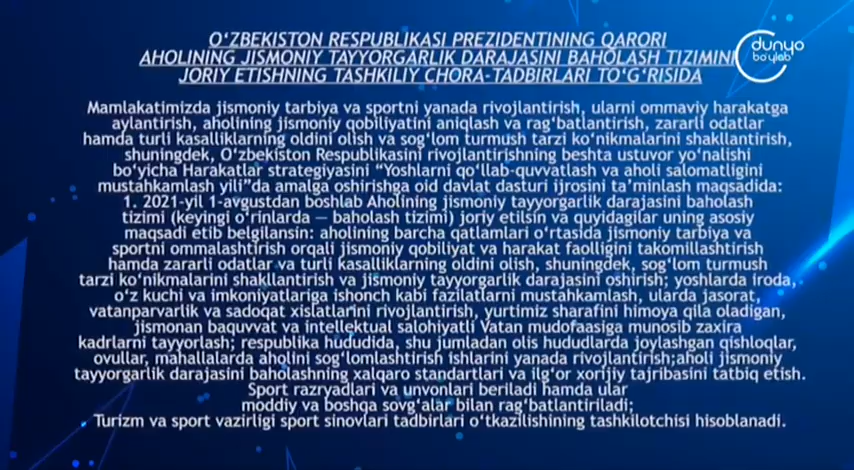 O‘ZBEKISTON RESPUBLIKASI PREZIDENTINING QARORI
AHOLINING JISMONIY TAYYORGARLIK DARAJASINI BAHOLASH TIZIMINI
JORIY ETISHNING TASHKILIY CHORA-TADBIRLARI TO‘G‘RISIDA
dunyo
bo‘ylab
Mamlakatimizda jismoniy tarbiya va sportni yanada rivojlantirish, ularni ommaviy harakatga
aylantirish, aholining jismoniy qobiliyatini aniqlash va rag‘batlantirish, zararli odatlar
hamda turli kasalliklarning oldini olish va sog‘lom turmush tarzi ko‘nikmalarini shakllantirish,
shuningdek, O‘zbekiston Respublikasini rivojlantirishning beshta ustuvor yo‘nalishi
bo‘yicha Harakatlar strategiyasini “Yoshlarni qo‘llab-quvvatlash va aholi salomatligini
mustahkamlash yili”da amalga oshirishga oid davlat dasturi ijrosini ta’minlash maqsadida:
1. 2021-yil 1-avgustdan boshlab Aholining jismoniy tayyorgarlik darajasini baholash
tizimi (keyingi o‘rinlarda — baholash tizimi) joriy etilsin va quyidagilar uning asosiy
maqsadi etib belgilansin: aholining barcha qatlamlari o‘rtasida jismoniy tarbiya va
sportni ommalashtirish orqali jismoniy qobiliyat va harakat faolligini takomillashtirish
hamda zararli odatlar va turli kasalliklarning oldini olish, shuningdek, sog‘lom turmush
tarzi ko‘nikmalarini shakllantirish va jismoniy tayyorgarlik darajasini oshirish; yoshlarda iroda,
o‘z kuchi va imkoniyatlariga ishonch kabi fazilatlarni mustahkamlash, ularda jasorat,
vatanparvarlik va sadoqat xislatlarini rivojlantirish, yurtimiz sharafini himoya qila oladigan,
jismonan baquvvat va intellektual salohiyatli Vatan mudofaasiga munosib zaxira
kadrlarni tayyorlash; respublika hududida, shu jumladan olis hududlarda joylashgan qishloqlar,
ovullar, mahallalarda aholini sog‘lomlashtirish ishlarini yanada rivojlantirish;aholi jismoniy
tayyorgarlik darajasini baholashning xalqaro standartlari va ilg‘or xorijiy tajribasini tatbiq etish.
Sport razryadlari va unvonlari beriladi hamda ular
moddiy va boshqa sovg‘alar bilan rag‘batlantiriladi;
Turizm va sport vazirligi sport sinovlari tadbirlari o‘tkazilishining tashkilotchisi hisoblanadi.